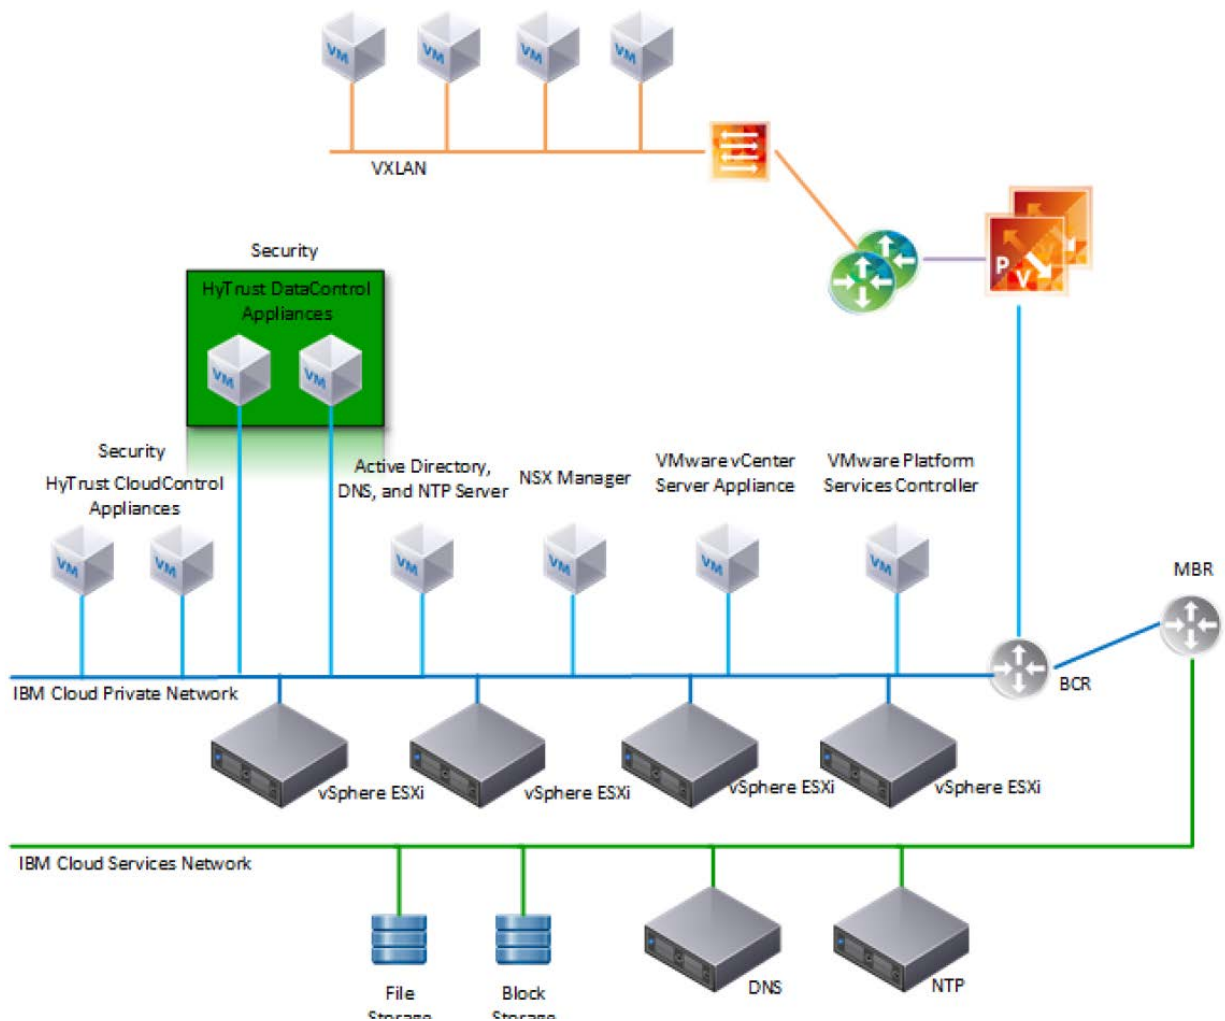 VM
VM
VM
VM
VXLAN
P
V
Security
HyTrust DataControl
Appliances
VM
VM
Security
HyTrust CloudControl
Appliances
VM
VM
Active Directory,
DNS, and NTP Server
VM
NSX Manager
VM
VMware vCenter
Server Appliance
VM
VMware Platform
Services Controller
VM
MBR
BCR
IBM Cloud Private Network
vSphere ESXi
vSphere ESXi
vSphere ESXi
vSphere ESXi
IBM Cloud Services Network
File
Storage
Block
Storage
DNS
NTP